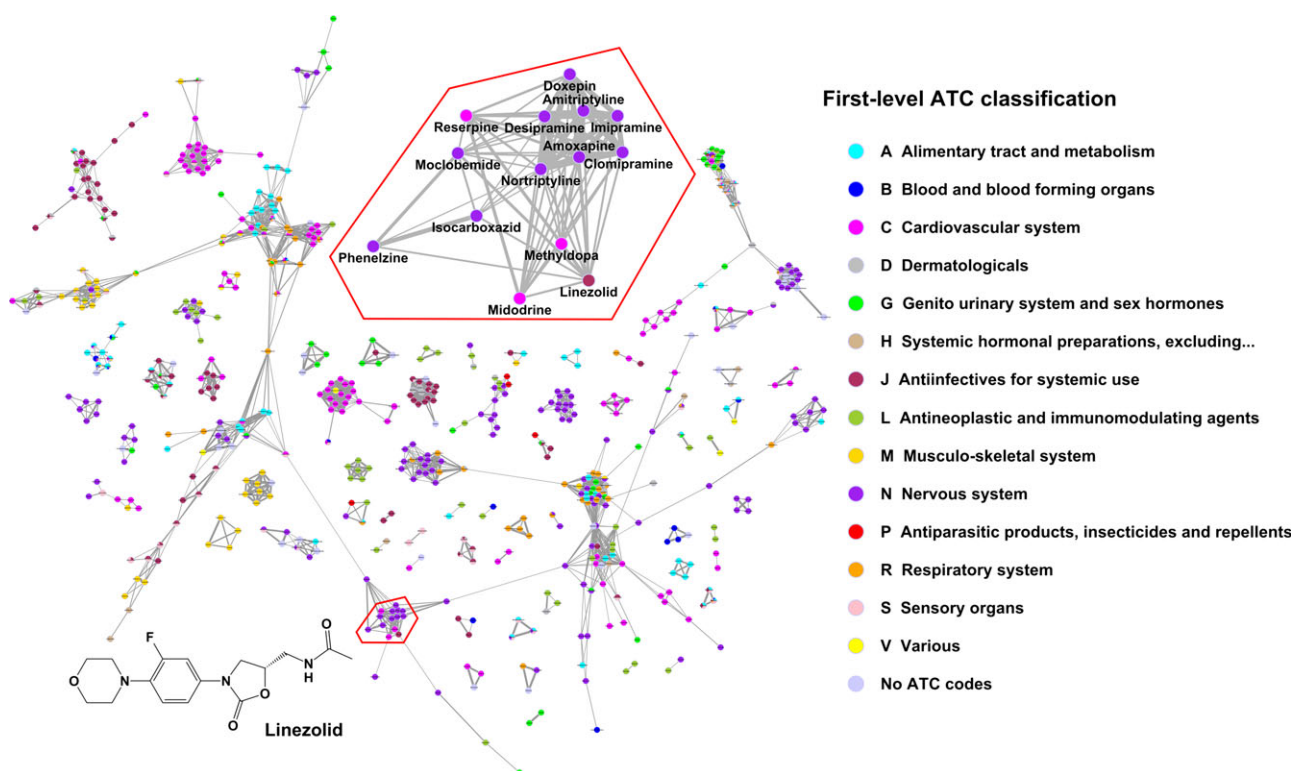 Doxepin
Amitriptyline
Reserpine
Desipramine
Imipramine
Amoxapine
Moclobemide
Clomipramine
Nortriptyline
Isocarboxazid
Phenelzine
Methyldopa
Linezolid
Midodrine
First-level ATC classification
A Alimentary tract and metabolism
B Blood and blood forming organs
C Cardiovascular system
D Dermatologicals
G Genito urinary system and sex hormones
H Systemic hormonal preparations, excluding...
J Antiinfectives for systemic use
L Antineoplastic and immunomodulating agents
M Musculo-skeletal system
N Nervous system
P Antiparasitic products, insecticides and repellents
R Respiratory system
S Sensory organs
V Various
No ATC codes
F
O
N
H
O
N
N
O
O
Linezolid